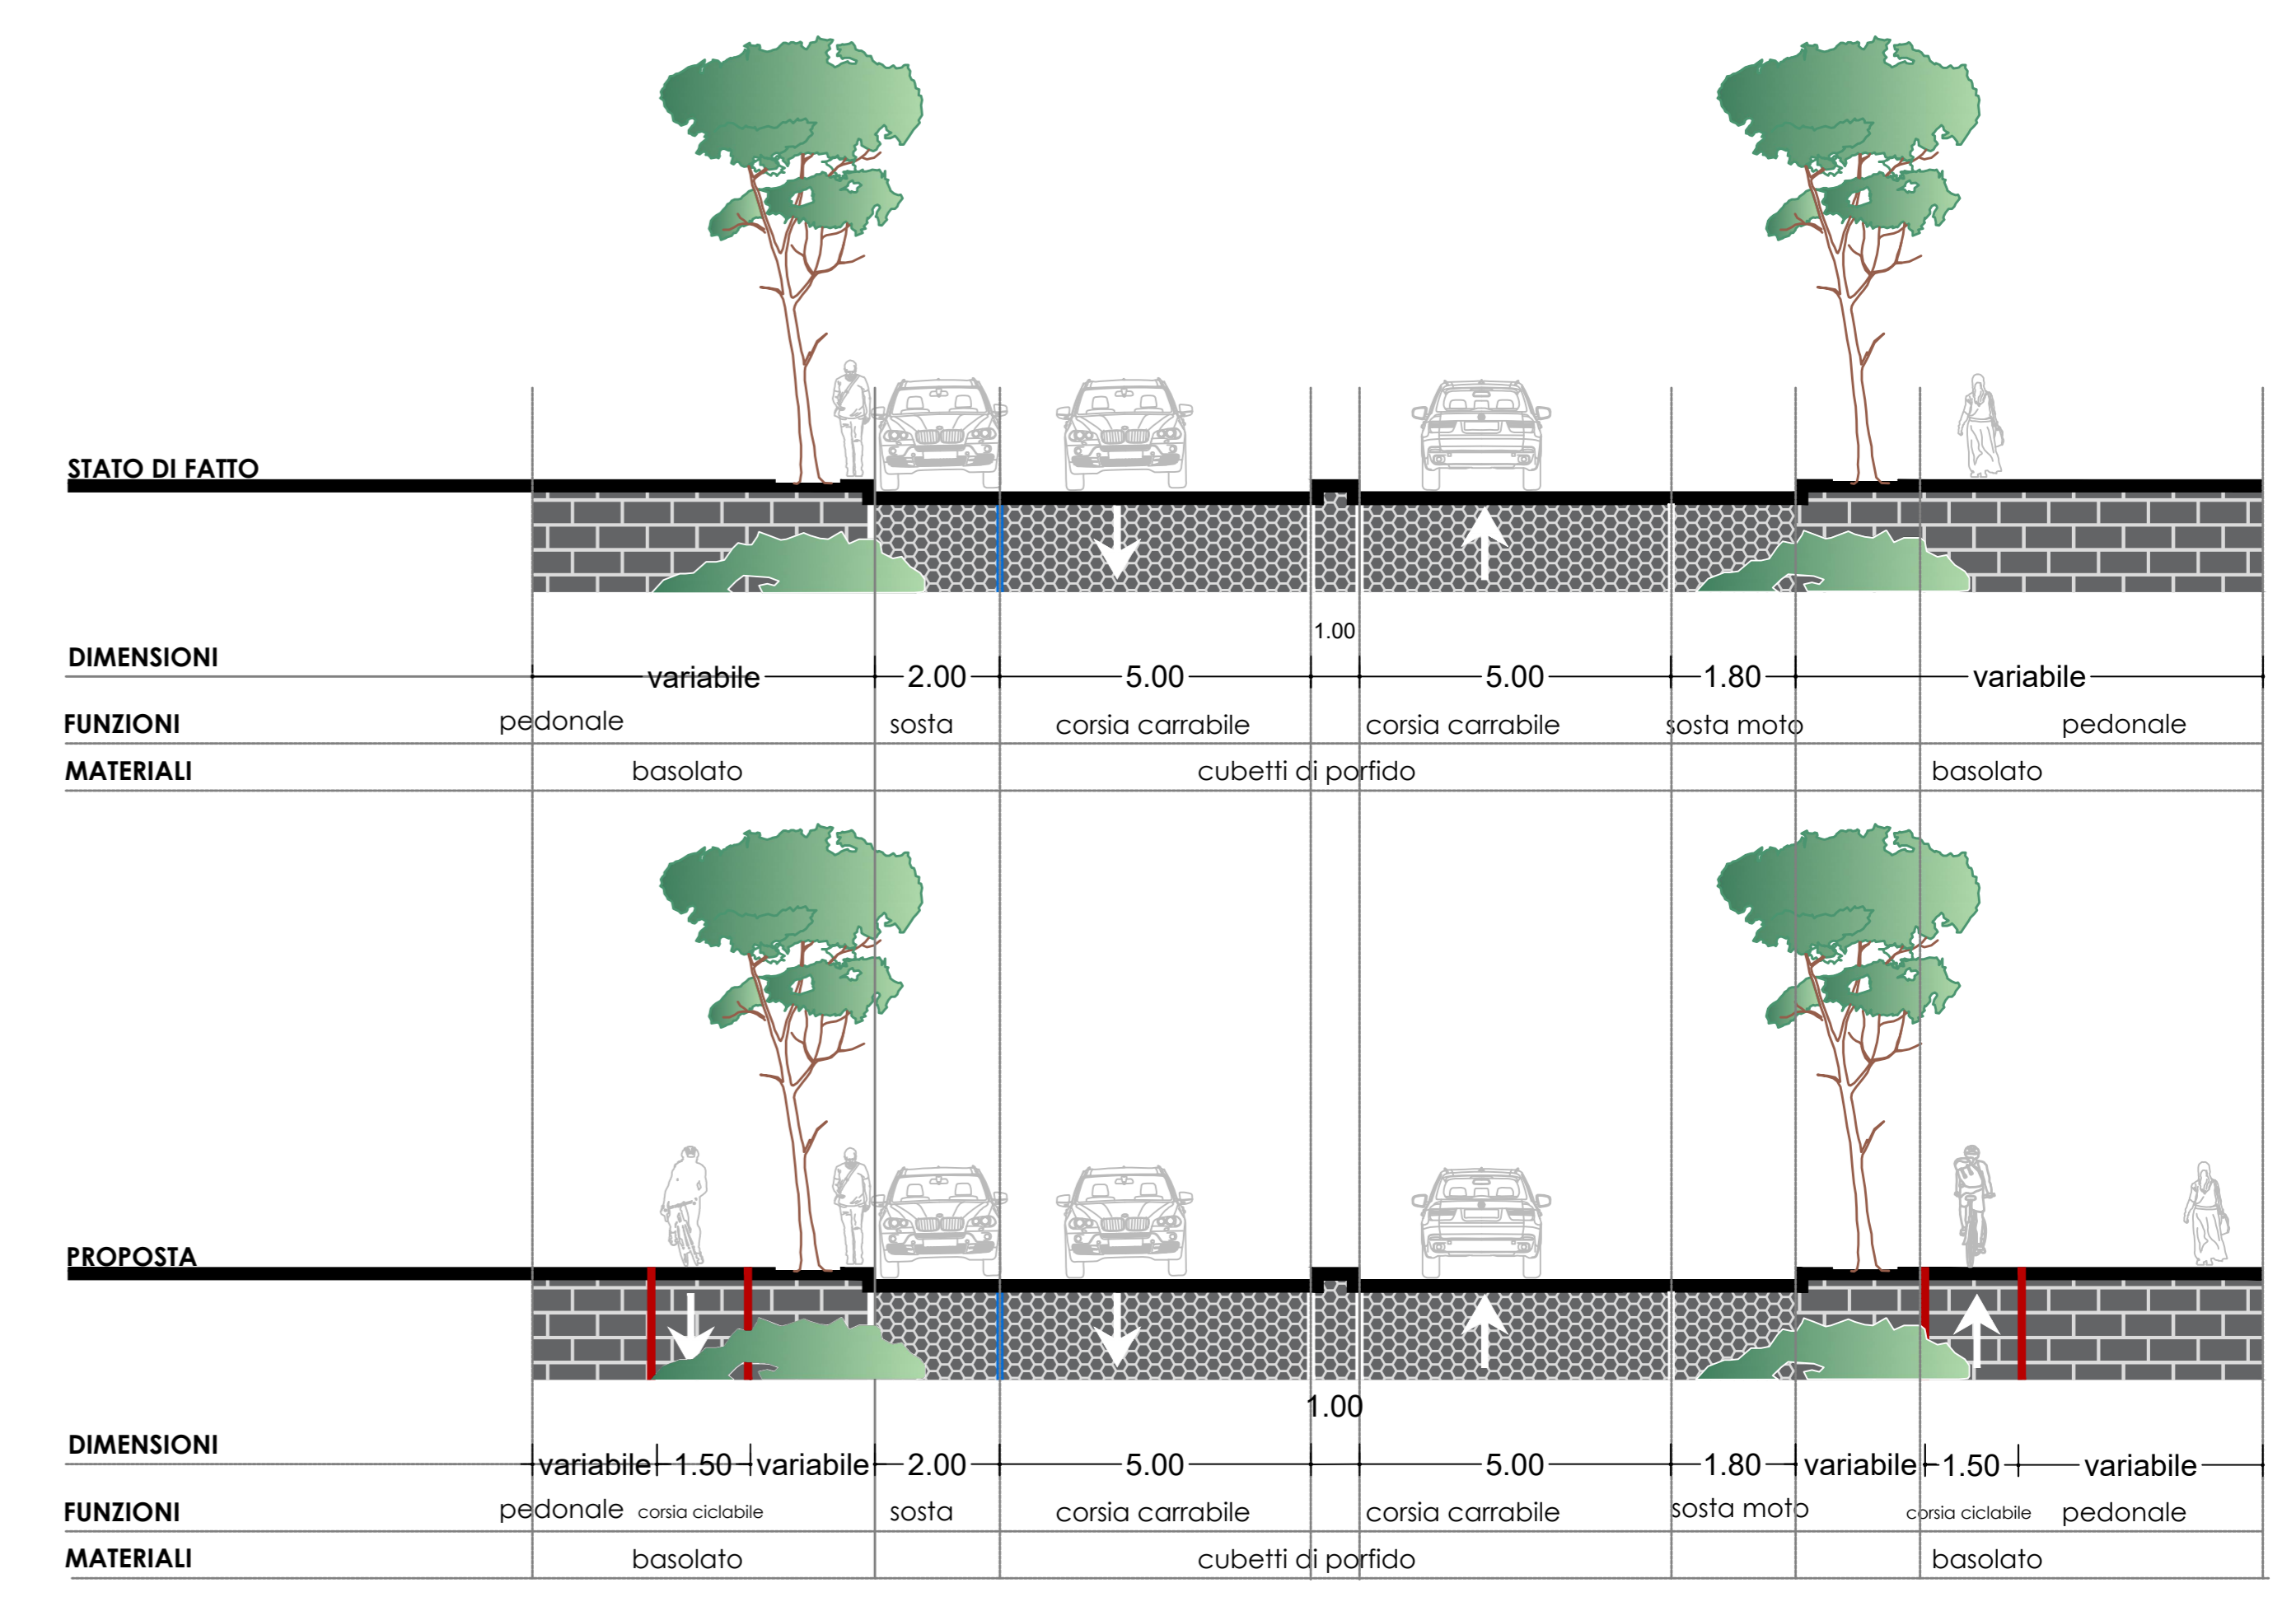 STATO DI FATTO
1.00
DIMENSIONI
variabile 2.00 5.00 5.00 1.80 variabile
FUNZIONI pedonale sosta corsia carrabile corsia carrabile sosta moto pedonale
MATERIALI basolato cubetti di porfido basolato
PROPOSTA
1.00
DIMENSIONI
variabile 1.50 variabile 2.00 5.00 5.00 1.80 variabile 1.50 variabile
FUNZIONI pedonale corsia ciclabile sosta corsia carrabile corsia carrabile sosta moto corsia ciclabile pedonale
MATERIALI basolato cubetti di porfido basolato